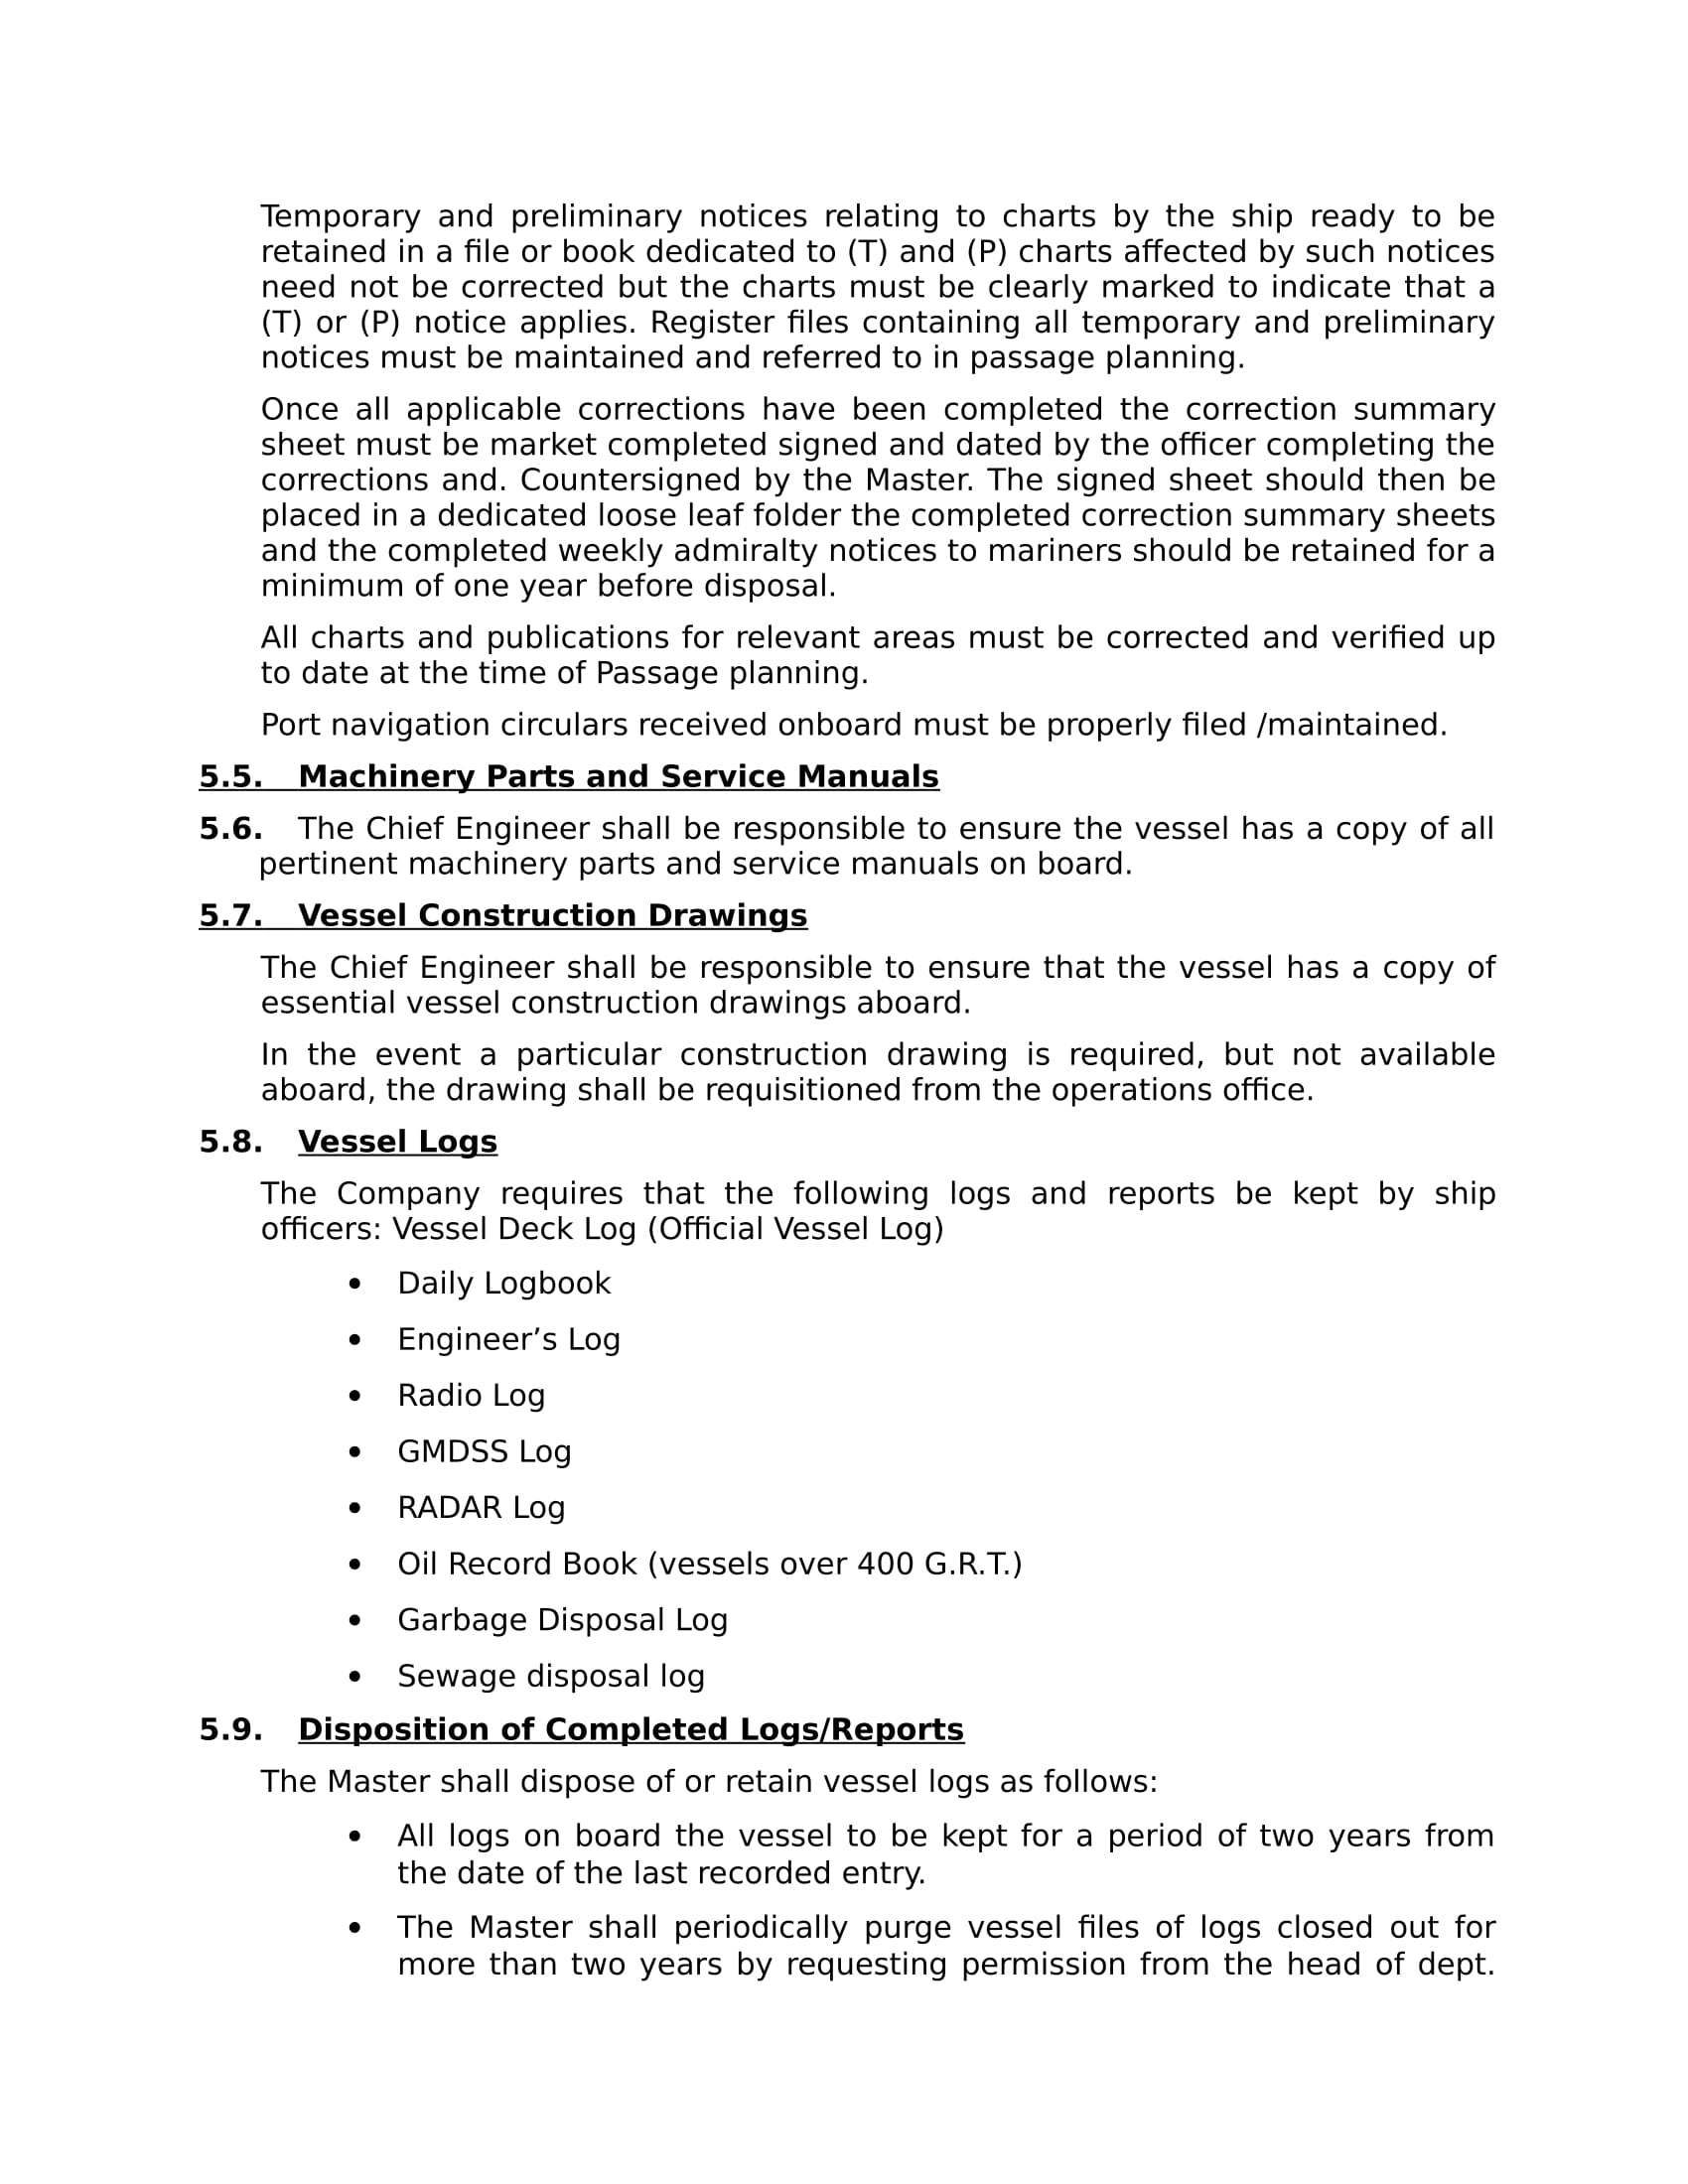 Temporary and preliminary notices relating to charts by the ship ready to be
retained in a file or book dedicated to (T) and (P) charts affected by such notices
need not be corrected but the charts must be clearly marked to indicate that a
(T) or (P) notice applies. Register files containing all temporary and preliminary
notices must be maintained and referred to in passage planning.
Once all applicable corrections have been completed the correction summary
sheet must be market completed signed and dated by the officer completing the
corrections and. Countersigned by the Master. The signed sheet should then be
placed in a dedicated loose leaf folder the completed correction summary sheets
and the completed weekly admiralty notices to mariners should be retained for a
minimum of one year before disposal.
All charts and publications for relevant areas must be corrected and verified up
to date at the time of Passage planning.
Port navigation circulars received onboard must be properly filed /maintained.
5.5. Machinery Parts and Service Manuals
5.6. The Chief Engineer shall be responsible to ensure the vessel has a copy of all
pertinent machinery parts and service manuals on board.
5.7. Vessel Construction Drawings
The Chief Engineer shall be responsible to ensure that the vessel has a copy of
essential vessel construction drawings aboard.
In the event a particular construction drawing is required, but not available
aboard, the drawing shall be requisitioned from the operations office.
5.8. Vessel Logs
The Company requires that the following logs and reports be kept by ship
officers: Vessel Deck Log (Official Vessel Log)
• Daily Logbook
• Engineer’s Log
• Radio Log
• GMDSS Log
• RADAR Log
• Oil Record Book (vessels over 400 G.R.T.)
• Garbage Disposal Log
• Sewage disposal log
5.9. Disposition of Completed Logs/Reports
The Master shall dispose of or retain vessel logs as follows:
• All logs on board the vessel to be kept for a period of two years from
the date of the last recorded entry.
• The Master shall periodically purge vessel files of logs closed out for
more than two years by requesting permission from the head of dept.